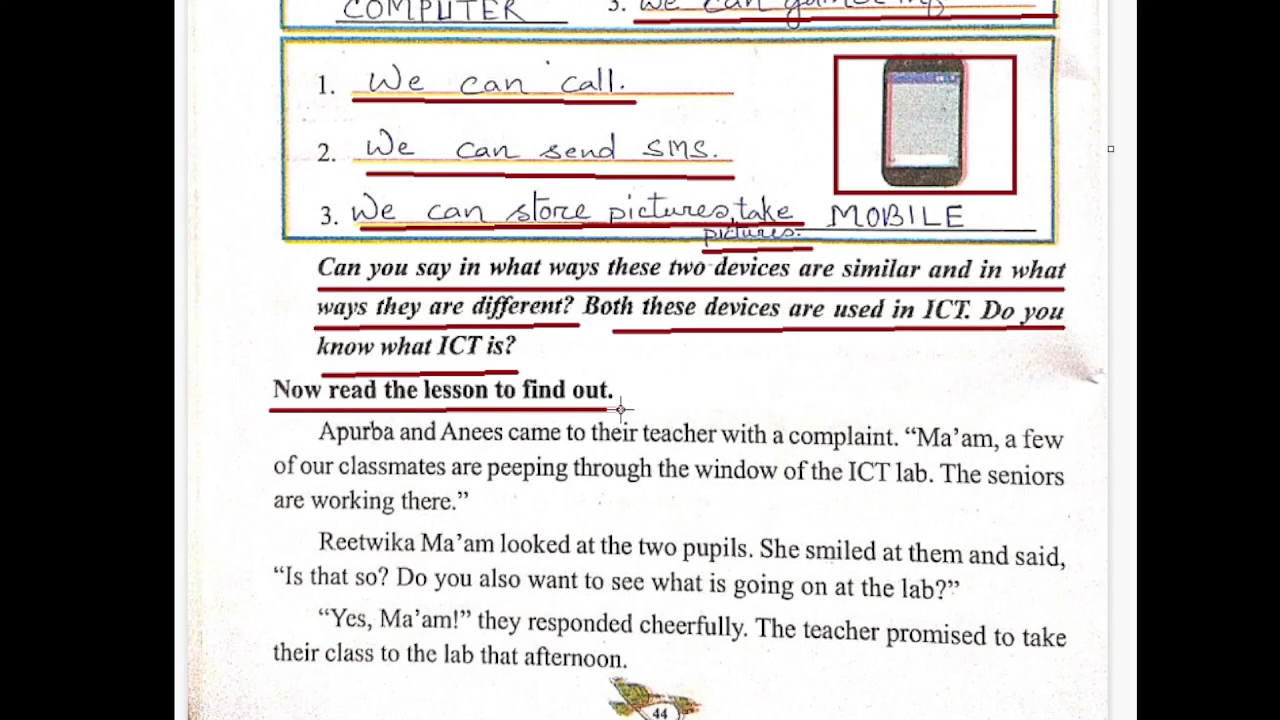 COMPUTER 3. We can
1. We can call.
2. We can send SMS.
3. We can store pictures, take MOBILE
pictures.
Can you say in what ways these two devices are similar and in what
ways they are different? Both these devices are used in ICT. Do you
know what ICT is?
Now read the lesson to find out.
Apurba and Anees came to their teacher with a complaint. “Ma’am, a few
of our classmates are peeping through the window of the ICT lab. The seniors
are working there.”
Reetwika Ma’am looked at the two pupils. She smiled at them and said,
“Is that so? Do you also want to see what is going on at the lab?”
“Yes, Ma’am!” they responded cheerfully. The teacher promised to take
their class to the lab that afternoon.
44